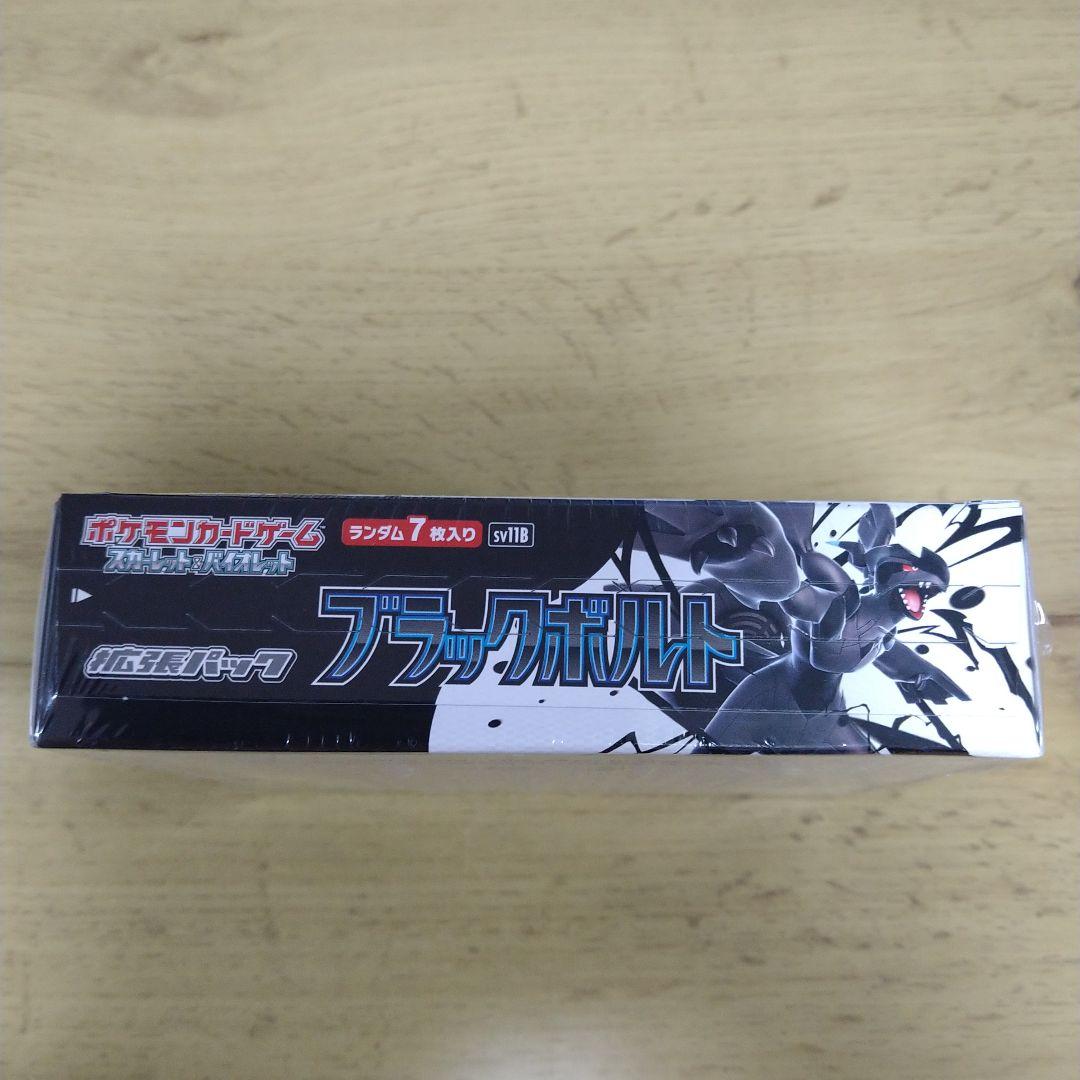 ポケモンカードゲーム
スカーレット&バイオレット
ランダム7枚入り
sv11B
拡張パック
ブラックボルト